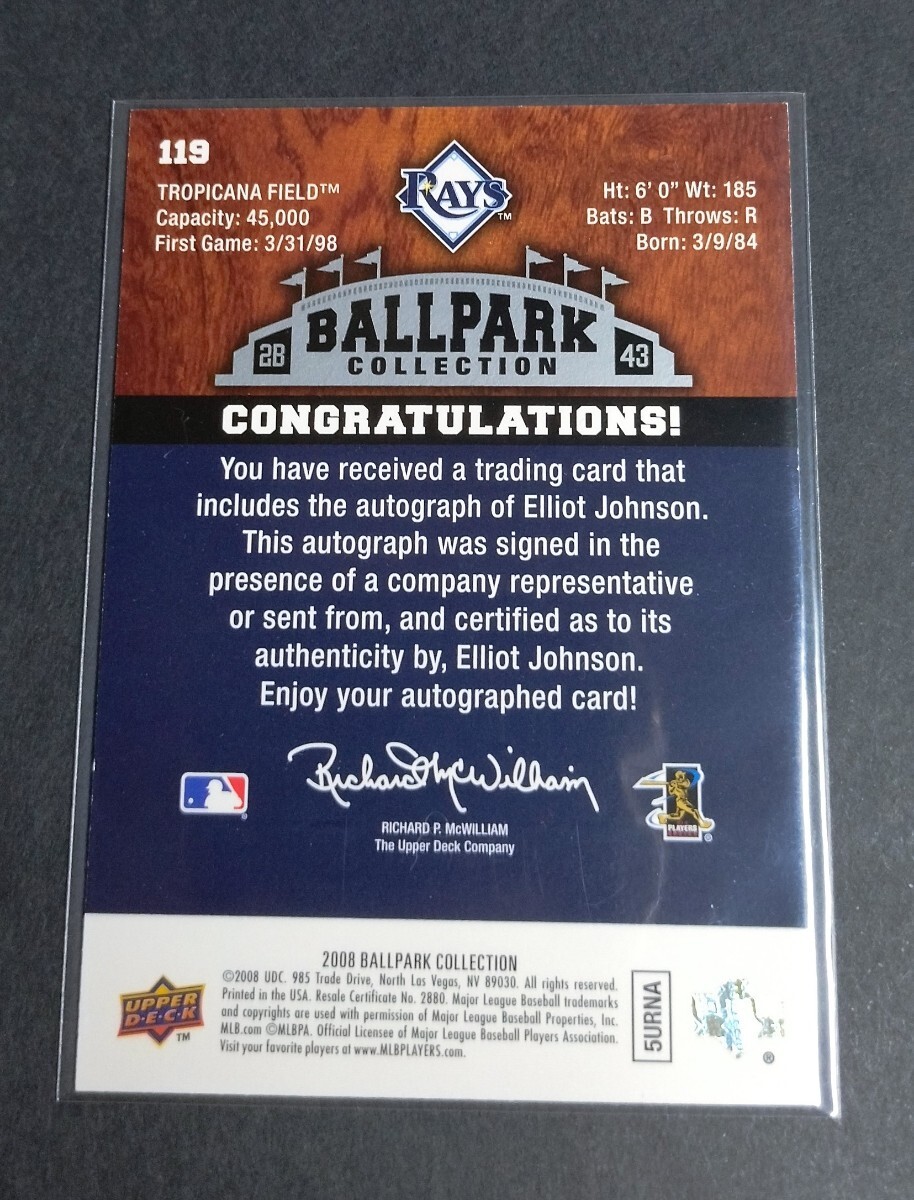 119
RAYS™
TROPICANA FIELD™
Capacity: 45,000
First Game: 3/31/98
Ht: 6' 0" Wt: 185
Bats: B Throws: R
Born: 3/9/84
2B BALLPARK 43
COLLECTION
CONGRATULATIONS!
You have received a trading card that
includes the autograph of Elliot Johnson.
This autograph was signed in the
presence of a company representative
or sent from, and certified as to its
authenticity by, Elliot Johnson.
Enjoy your autographed card!
Richard McWilliam
PLAYERS
®
RICHARD P. McWILLIAM
The Upper Deck Company
2008 BALLPARK COLLECTION
©2008 UDC. 985 Trade Drive, North Las Vegas, NV 89030. All rights reserved.
Printed in the USA. Resale Certificate No. 2880. Major League Baseball trademarks
and copyrights are used with permission of Major League Baseball Properties, Inc.
MLB.com ©MLBPA. Official Licensee of Major League Baseball Players Association.
Visit your favorite players at www.MLBPLAYERS.com.
UPPER
D·E·C·K
™
5URNA
®